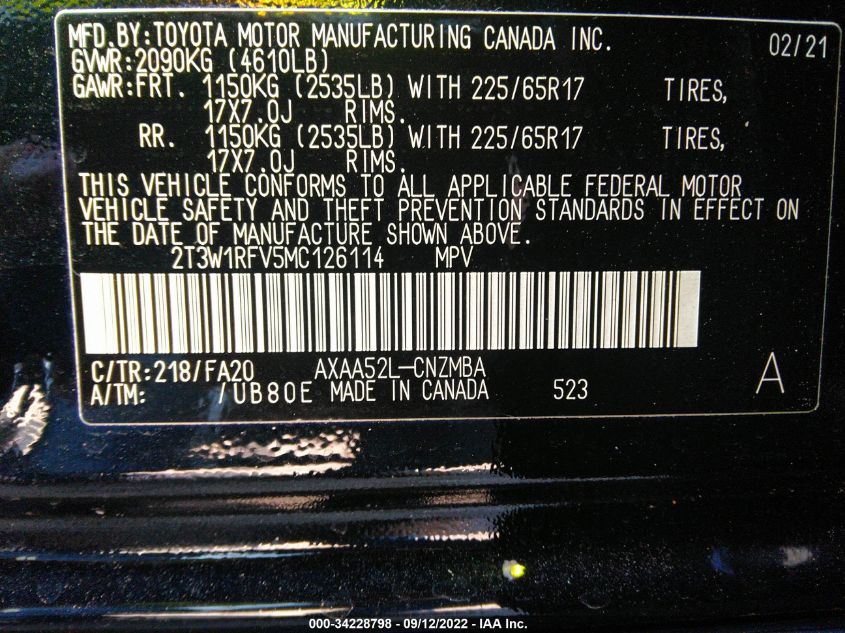 MFD.BY:TOYOTA MOTOR MANUFACTURING CANADA INC. 02/21
GVWR:2090KG (4610LB)
GAWR:FRT. 1150KG (2535LB) WITH 225/65R17 TIRES,
17X7.0J RIMS.
RR. 1150KG (2535LB) WITH 225/65R17 TIRES,
17X7.0J RIMS.
THIS VEHICLE CONFORMS TO ALL APPLICABLE FEDERAL MOTOR
VEHICLE SAFETY AND THEFT PREVENTION STANDARDS IN EFFECT ON
THE DATE OF MANUFACTURE SHOWN ABOVE.
2T3W1RFV5MC126114 MPV
C/TR:218/FA20 AXAA52L-CNZMBA A
A/TM: /UB80E MADE IN CANADA 523
000-34228798 - 09/12/2022 - IAA Inc.